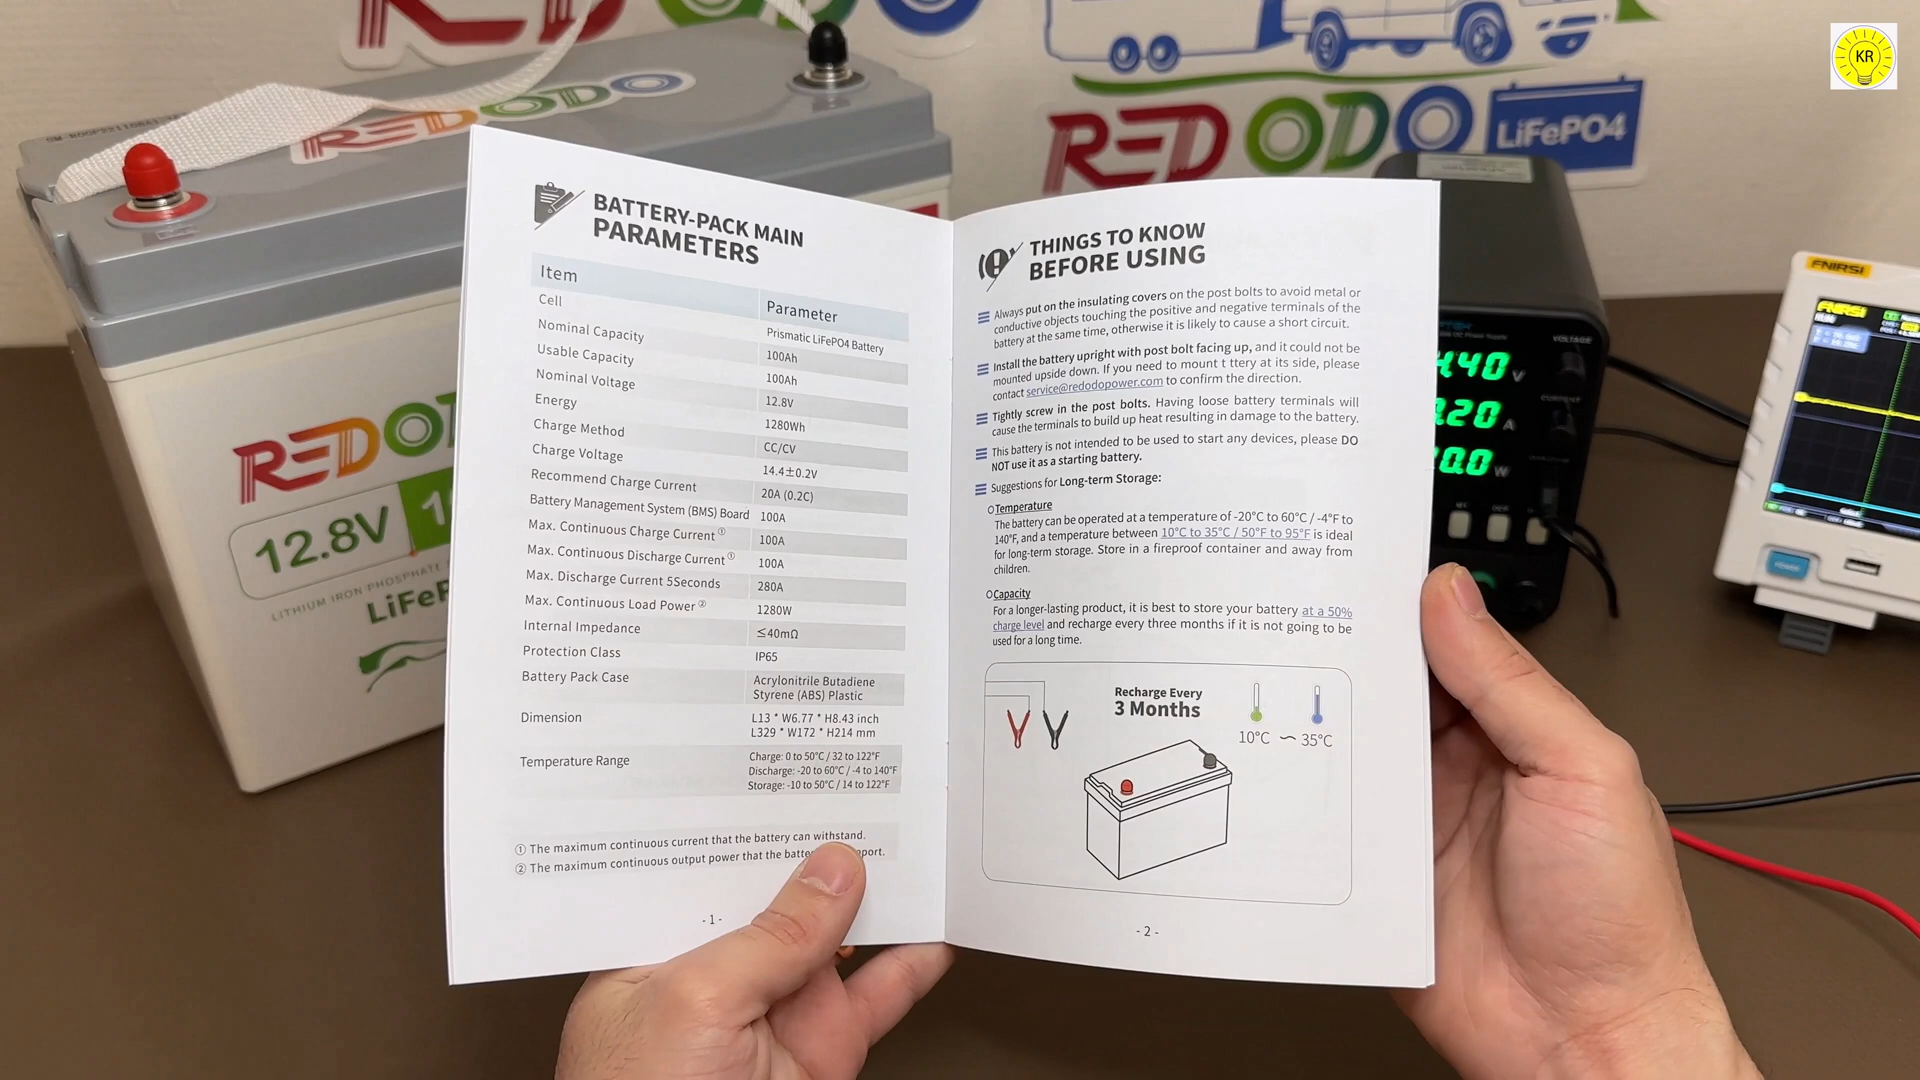 KR
REDODO
REDODO
LiFePO4
REDO
12.8V
LITHIUM IRON PHOSPHATE
BATTERY-PACK MAIN
PARAMETERS
Item Parameter
Cell Prismatic LiFePO4 Battery
Nominal Capacity 100Ah
Usable Capacity 100Ah
Nominal Voltage 12.8V
Energy 1280Wh
Charge Method CC/CV
Charge Voltage 14.4±0.2V
Recommend Charge Current 20A (0.2C)
Battery Management System (BMS) Board 100A
Max. Continuous Charge Current ① 100A
Max. Continuous Discharge Current ① 100A
Max. Discharge Current 5Seconds 280A
Max. Continuous Load Power ② 1280W
Internal Impedance ≤40mΩ
Protection Class IP65
Battery Pack Case Acrylonitrile Butadiene
Styrene (ABS) Plastic
Dimension L13 * W6.77 * H8.43 inch
L329 * W172 * H214 mm
Temperature Range Charge: 0 to 50°C / 32 to 122°F
Discharge: -20 to 60°C / -4 to 140°F
Storage: -10 to 50°C / 14 to 122°F
① The maximum continuous current that the battery can withstand.
② The maximum continuous output power that the
- 1 -
THINGS TO KNOW
BEFORE USING
Always put on the insulating covers on the post bolts to avoid metal or
conductive objects touching the positive and negative terminals of the
battery at the same time, otherwise it is likely to cause a short circuit.
Install the battery upright with post bolt facing up, and it could not be
mounted upside down. If you need to mount t ttery at its side, please
contact service@redodopower.com to confirm the direction.
Tightly screw in the post bolts. Having loose battery terminals will
cause the terminals to build up heat resulting in damage to the battery.
This battery is not intended to be used to start any devices, please DO
NOT use it as a starting battery.
Suggestions for Long-term Storage:
Temperature
The battery can be operated at a temperature of -20°C to 60°C / -4°F to
140°F, and a temperature between 10°C to 35°C / 50°F to 95°F is ideal
for long-term storage. Store in a fireproof container and away from
children.
Capacity
For a longer-lasting product, it is best to store your battery at a 50%
charge level and recharge every three months if it is not going to be
used for a long time.
Recharge Every
3 Months
10°C ～ 35°C
- 2 -
VOLTAGE
4.40 V
.20 A
0.0 W
FNIRSI
FNIRSI